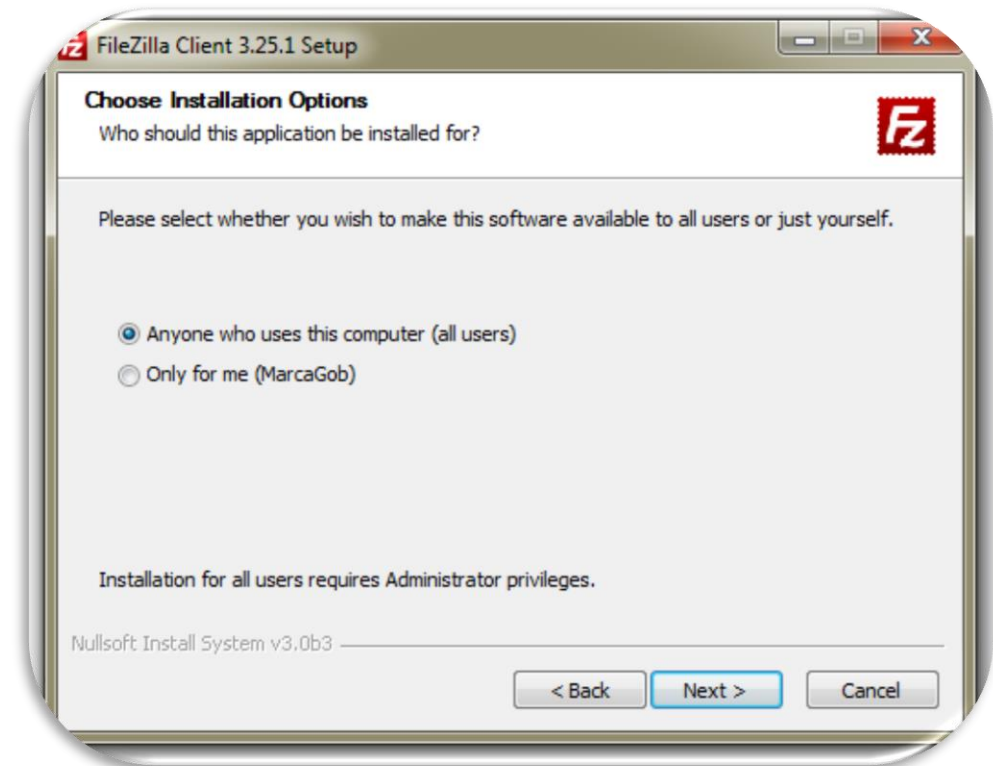 FileZilla Client 3.25.1 Setup
Choose Installation Options
Who should this application be installed for?
Fz
Please select whether you wish to make this software available to all users or just yourself.
Anyone who uses this computer (all users)
Only for me (MarcaGob)
Installation for all users requires Administrator privileges.
Nullsoft Install System v3.0b3
< Back
Next >
Cancel